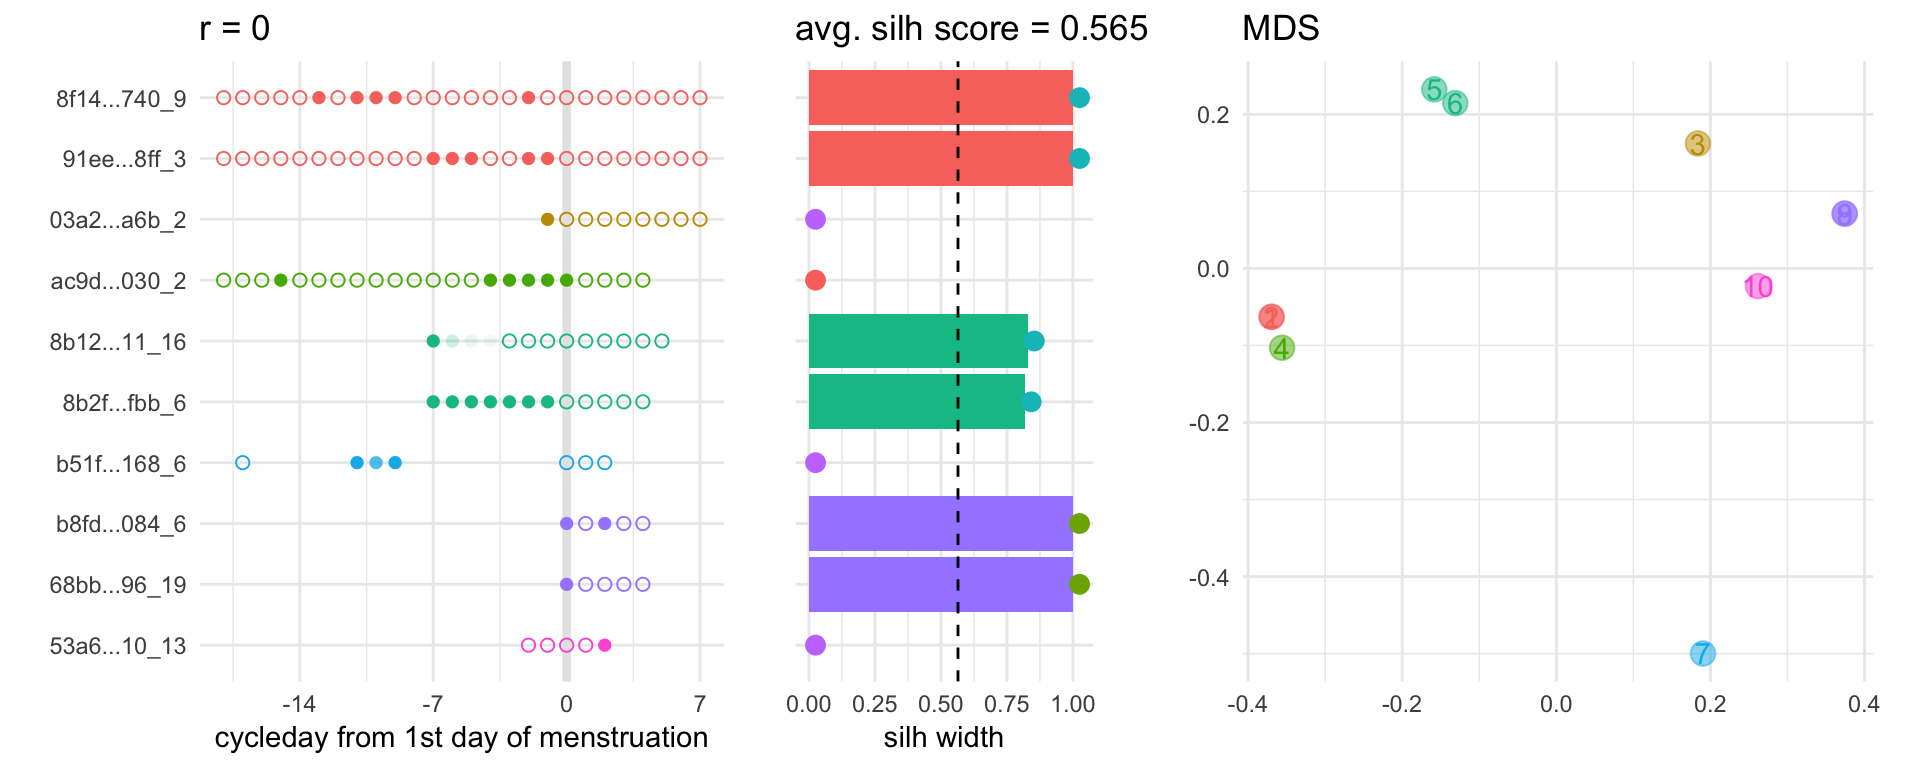 r = 0
avg. silh score = 0.565
MDS
8f14...740_9
91ee...8ff_3
03a2...a6b_2
ac9d...030_2
8b12...11_16
8b2f...fbb_6
b51f...168_6
b8fd...084_6
68bb...96_19
53a6...10_13
-14 -7 0 7
cycleday from 1st day of menstruation
0.00 0.25 0.50 0.75 1.00
silh width
0.2
0.0
-0.2
-0.4
5
6
3
10
4
7
-0.4 -0.2 0.0 0.2 0.4